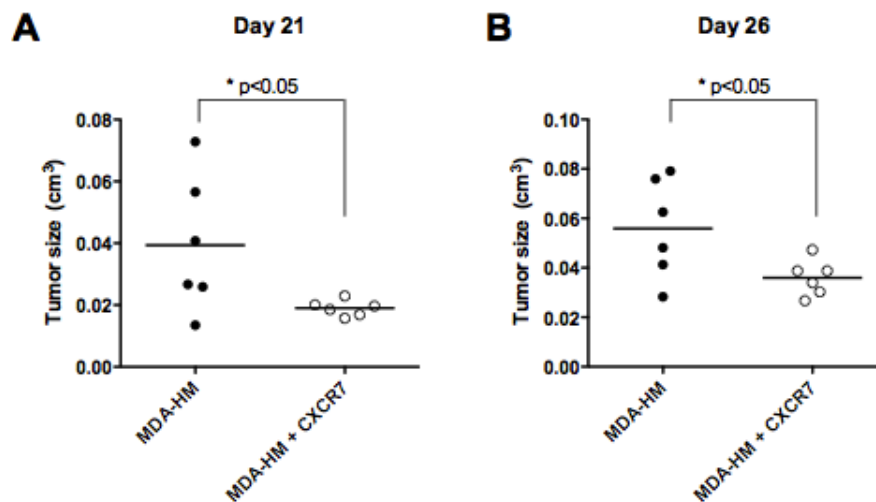 A
Day 21
* p<0.05
Tumor size (cm³)
0.08
0.06
0.04
0.02
0.00
MDA-HM
MDA-HM + CXCR7
B
Day 26
* p<0.05
Tumor size (cm³)
0.10
0.08
0.06
0.04
0.02
0.00
MDA-HM
MDA-HM + CXCR7